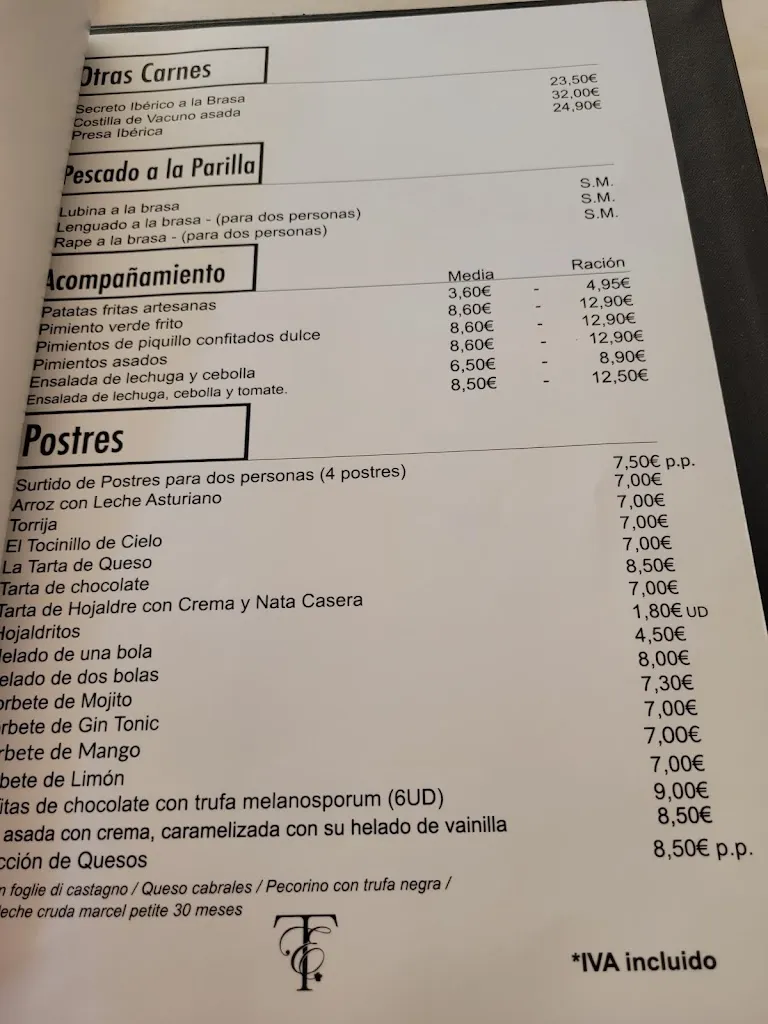 Otras Carnes
Secreto Ibérico a la Brasa 23,50€
Costilla de Vacuno asada 32,00€
Presa Ibérica 24,90€
Pescado a la Parilla
Lubina a la brasa S.M.
Lenguado a la brasa - (para dos personas) S.M.
Rape a la brasa - (para dos personas) S.M.
Acompañamiento
Media Ración
Patatas fritas artesanas 3,60€ - 4,95€
Pimiento verde frito 8,60€ - 12,90€
Pimientos de piquillo confitados dulce 8,60€ - 12,90€
Pimientos asados 8,60€ - 12,90€
Ensalada de lechuga y cebolla 6,50€ - 8,90€
Ensalada de lechuga, cebolla y tomate. 8,50€ - 12,50€
Postres
Surtido de Postres para dos personas (4 postres) 7,50€ p.p.
Arroz con Leche Asturiano 7,00€
Torrija 7,00€
El Tocinillo de Cielo 7,00€
La Tarta de Queso 7,00€
Tarta de chocolate 8,50€
Tarta de Hojaldre con Crema y Nata Casera 7,00€
Hojaldritos 1,80€ UD
elado de una bola 4,50€
elado de dos bolas 8,00€
orbete de Mojito 7,30€
rbete de Gin Tonic 7,00€
rbete de Mango 7,00€
bete de Limón 7,00€
itas de chocolate con trufa melanosporum (6UD) 9,00€
asada con crema, caramelizada con su helado de vainilla 8,50€
cción de Quesos 8,50€ p.p.
n foglie di castagno / Queso cabrales / Pecorino con trufa negra /
leche cruda marcel petite 30 meses
*IVA incluido